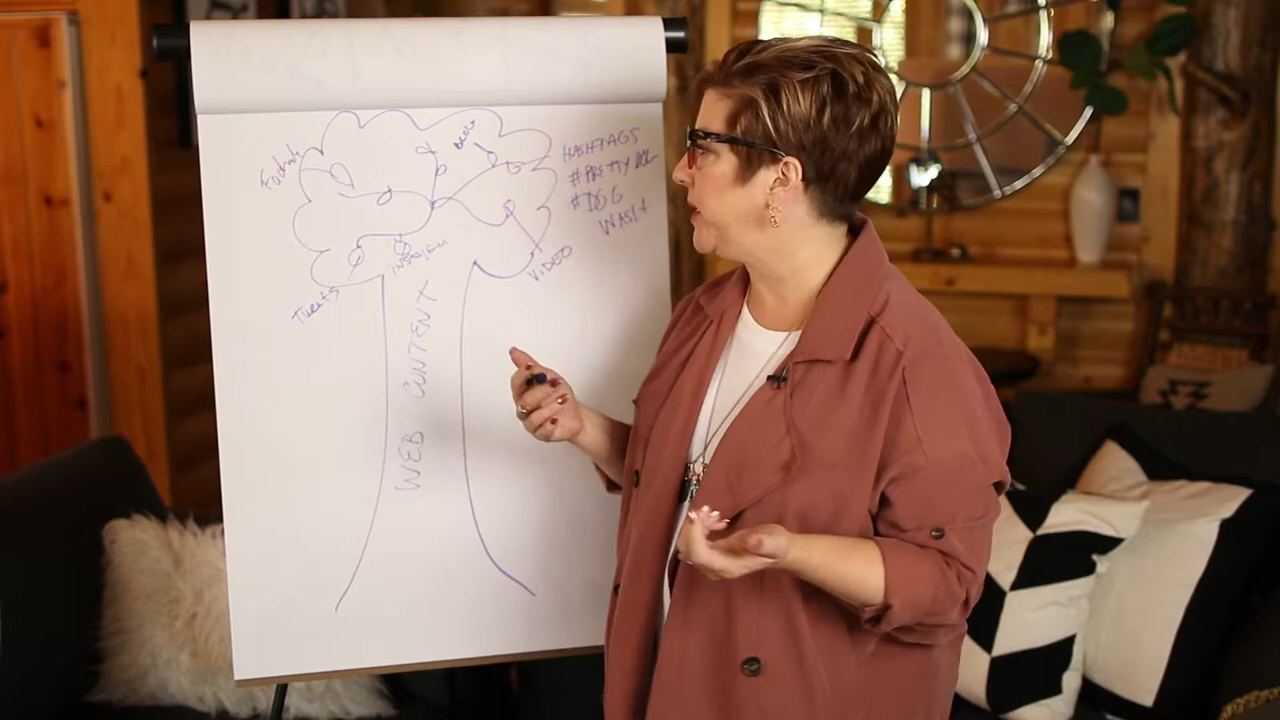 BLOG
Facebook
HASHTAGS
#PRETTY DOG
#DOG
WASH
INSTAGRAM
VIDEO
Tweets
WEB CONTENT